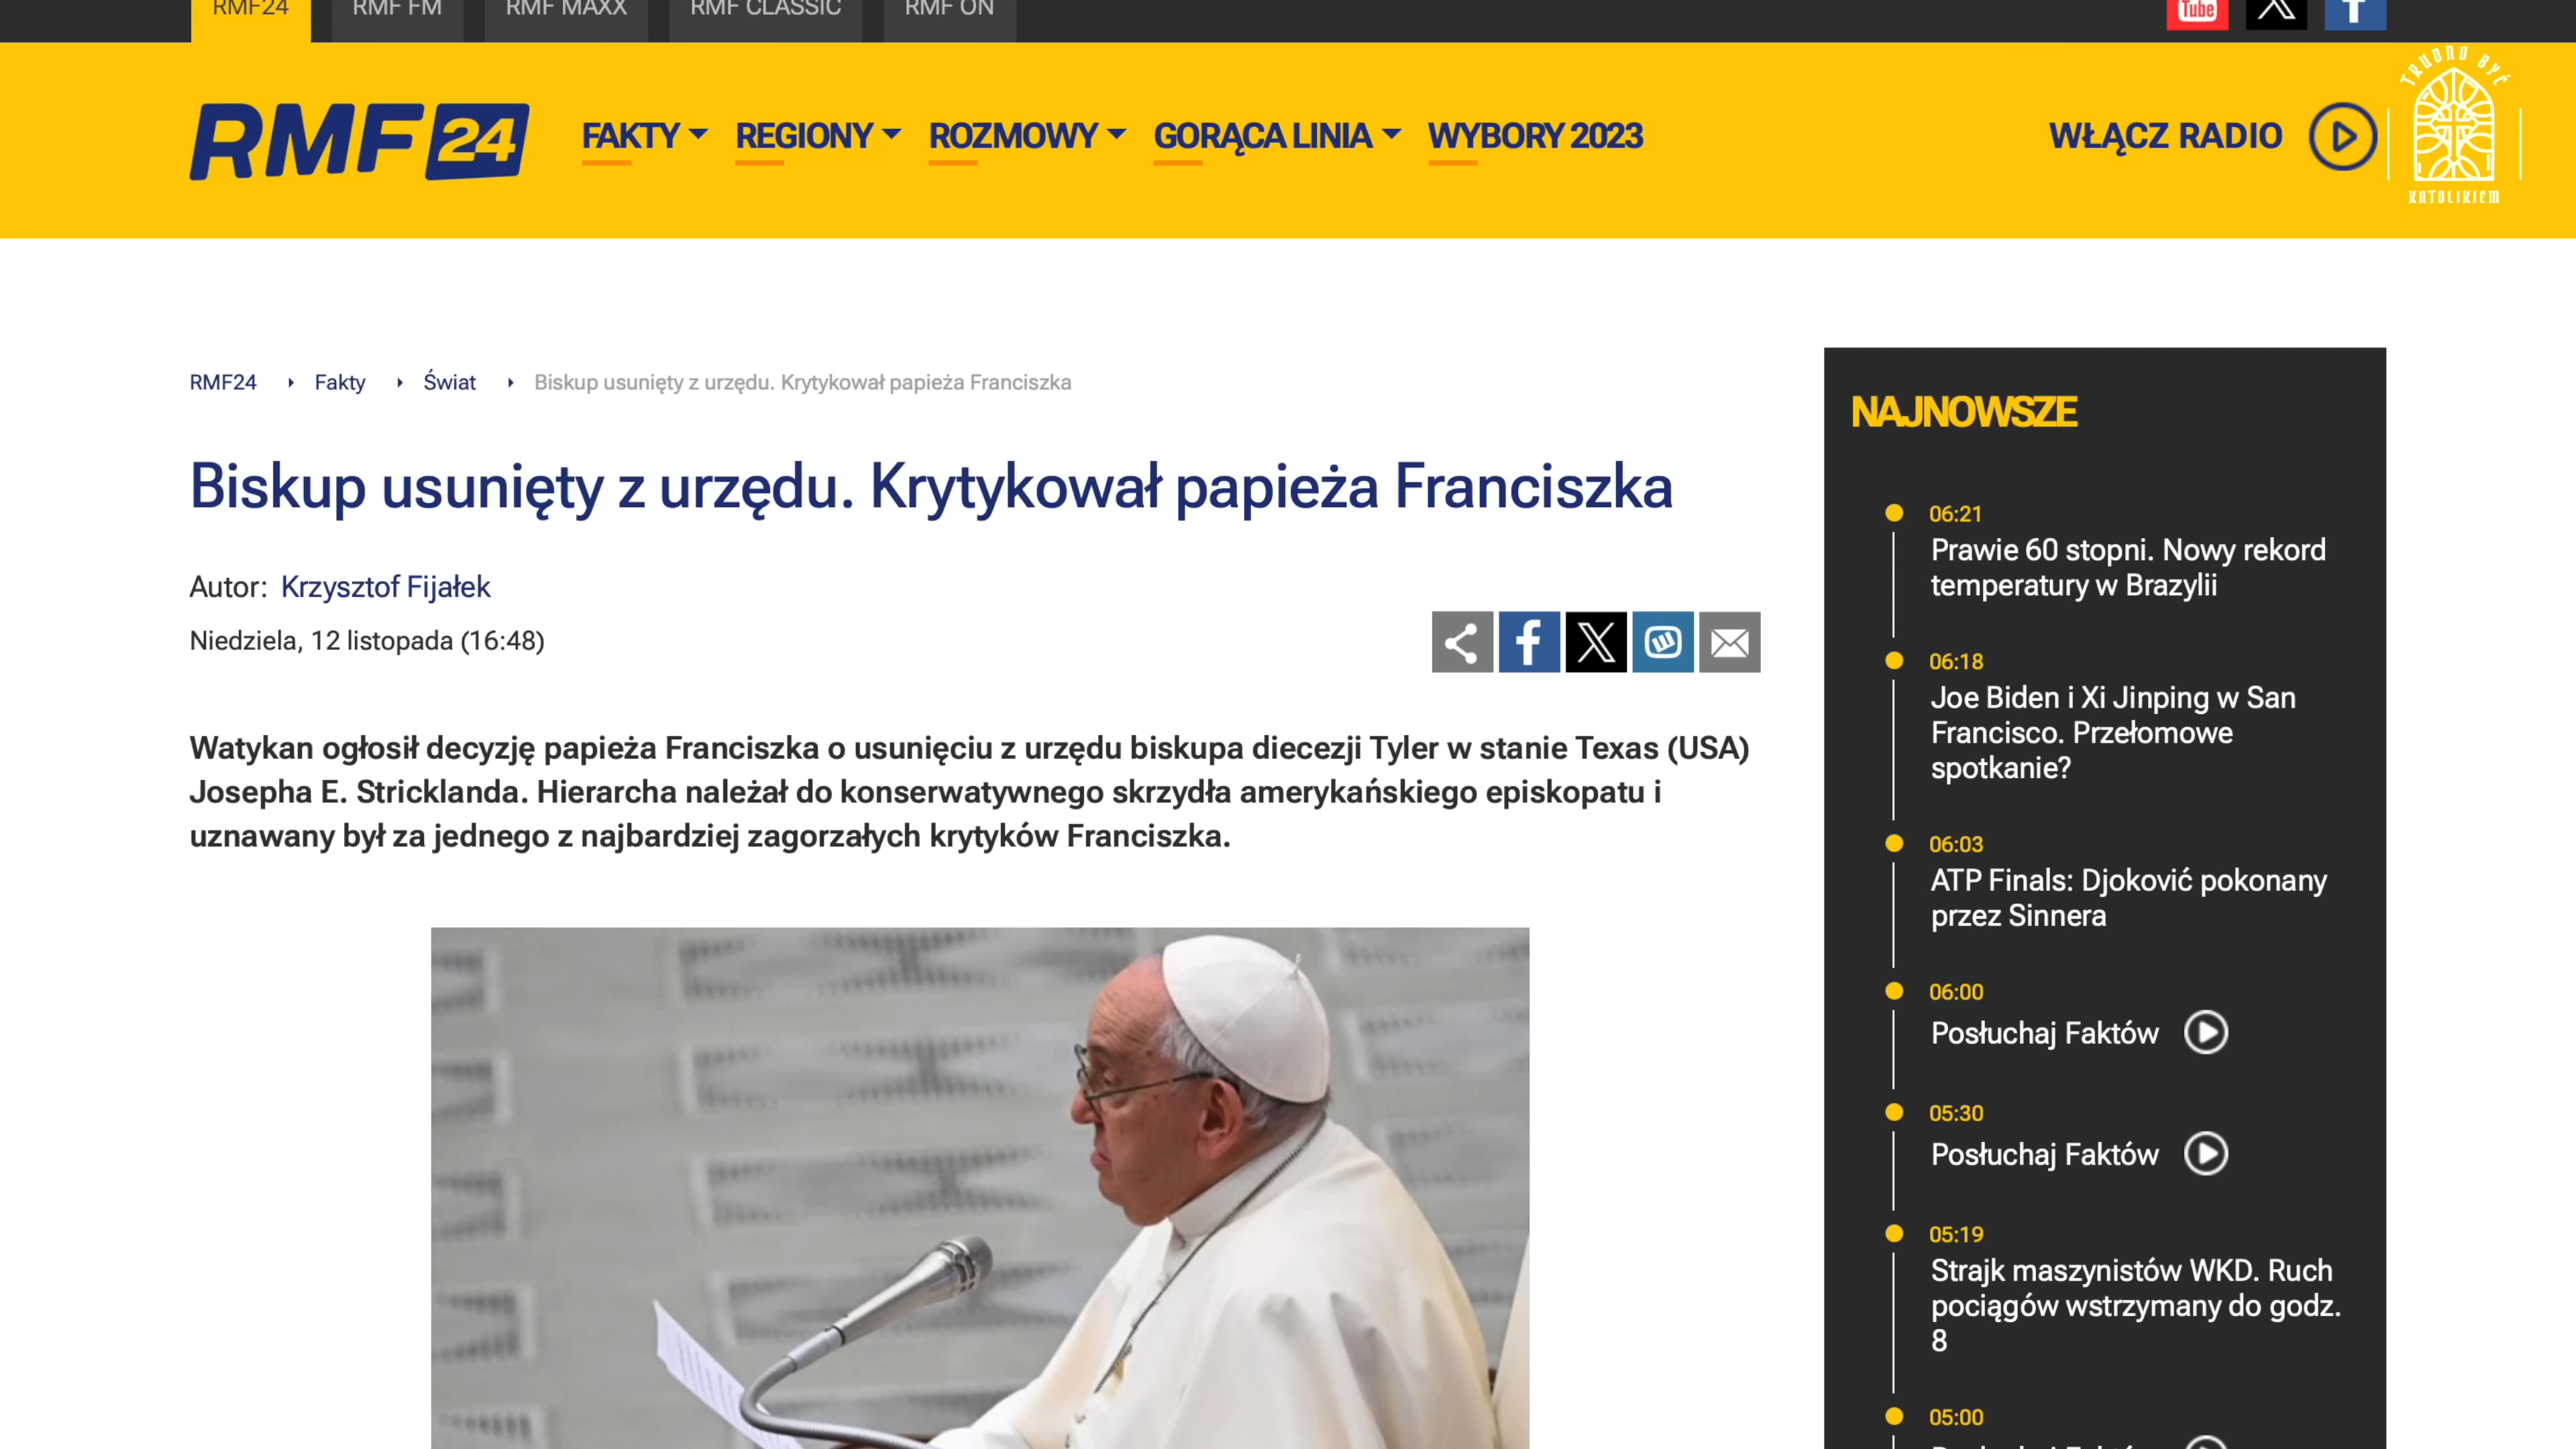 RMF24
RMF FM
RMF MAXX
RMF CLASSIC
RMF ON
Tube
RMF 24
FAKTY
REGIONY
ROZMOWY
GORĄCA LINIA
WYBORY 2023
WŁĄCZ RADIO
TRUDNO BYĆ
KATOLIKIEM
RMF24
Fakty
Świat
Biskup usunięty z urzędu. Krytykował papieża Franciszka
Biskup usunięty z urzędu. Krytykował papieża Franciszka
Autor: Krzysztof Fijałek
Niedziela, 12 listopada (16:48)
Watykan ogłosił decyzję papieża Franciszka o usunięciu z urzędu biskupa diecezji Tyler w stanie Texas (USA)
Josepha E. Stricklanda. Hierarcha należał do konserwatywnego skrzydła amerykańskiego episkopatu i
uznawany był za jednego z najbardziej zagorzałych krytyków Franciszka.
NAJNOWSZE
06:21
Prawie 60 stopni. Nowy rekord
temperatury w Brazylii
06:18
Joe Biden i Xi Jinping w San
Francisco. Przełomowe
spotkanie?
06:03
ATP Finals: Djoković pokonany
przez Sinnera
06:00
Posłuchaj Faktów
05:30
Posłuchaj Faktów
05:19
Strajk maszynistów WKD. Ruch
pociągów wstrzymany do godz.
8
05:00